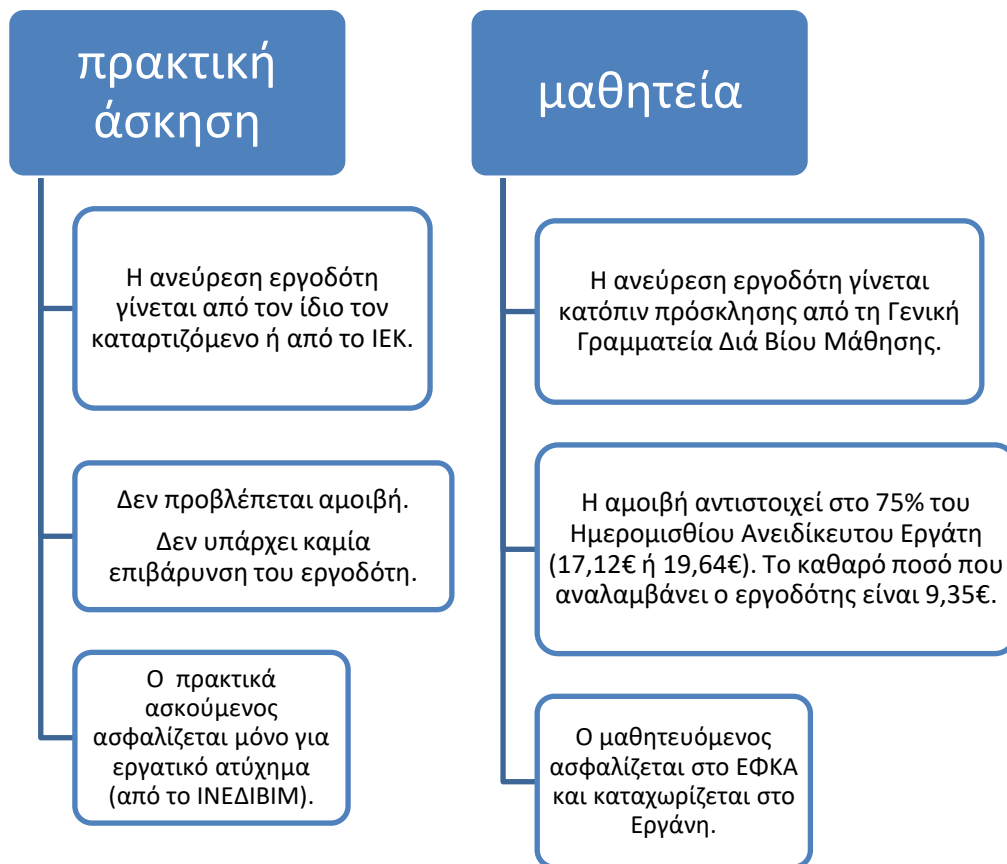 πρακτική
άσκηση
Η ανεύρεση εργοδότη
γίνεται από τον ίδιο τον
καταρτιζόμενο ή από το ΙΕΚ.
Δεν προβλέπεται αμοιβή.
Δεν υπάρχει καμία
επιβάρυνση του εργοδότη.
Ο πρακτικά
ασκούμενος
ασφαλίζεται μόνο για
εργατικό ατύχημα
(από το ΙΝΕΔΙΒΙΜ).
μαθητεία
Η ανεύρεση εργοδότη γίνεται
κατόπιν πρόσκλησης από τη Γενική
Γραμματεία Διά Βίου Μάθησης.
Η αμοιβή αντιστοιχεί στο 75% του
Ημερομισθίου Ανειδίκευτου Εργάτη
(17,12€ ή 19,64€). Το καθαρό ποσό που
αναλαμβάνει ο εργοδότης είναι 9,35€.
Ο μαθητευόμενος
ασφαλίζεται στο ΕΦΚΑ
και καταχωρίζεται στο
Εργάνη.